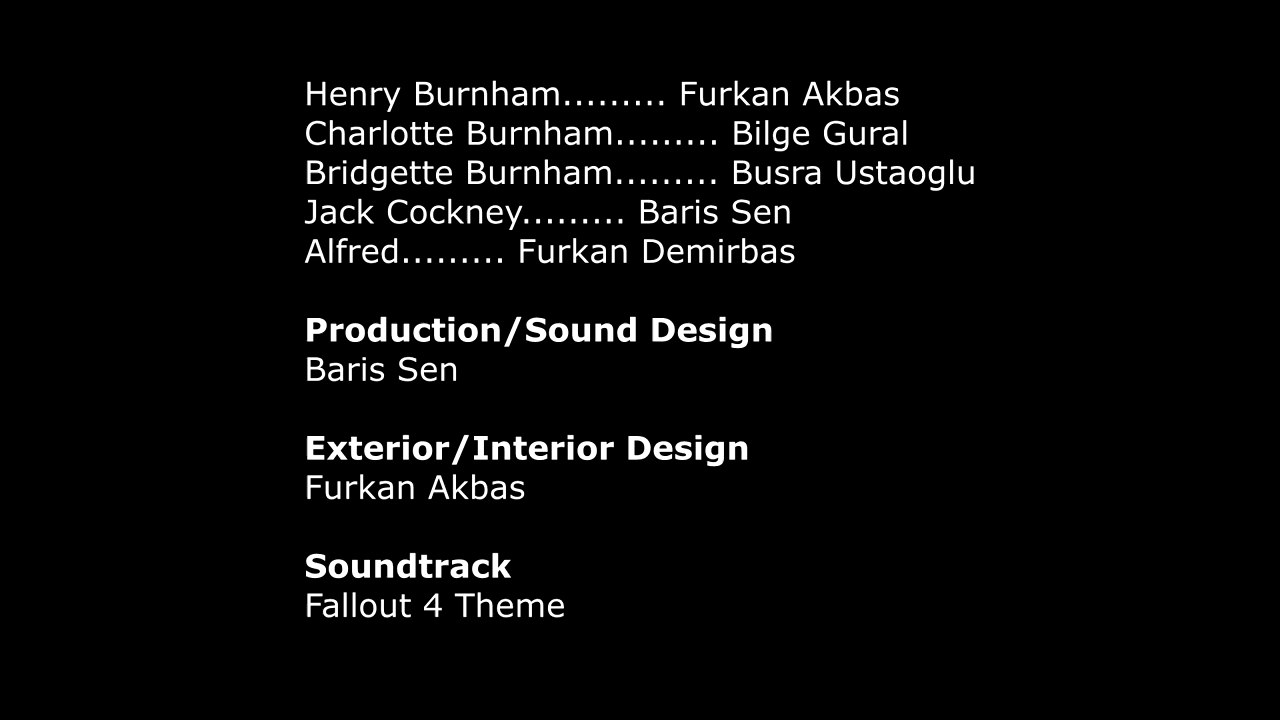 Henry Burnham......... Furkan Akbas
Charlotte Burnham......... Bilge Gural
Bridgette Burnham......... Busra Ustaoglu
Jack Cockney......... Baris Sen
Alfred......... Furkan Demirbas
Production/Sound Design
Baris Sen
Exterior/Interior Design
Furkan Akbas
Soundtrack
Fallout 4 Theme